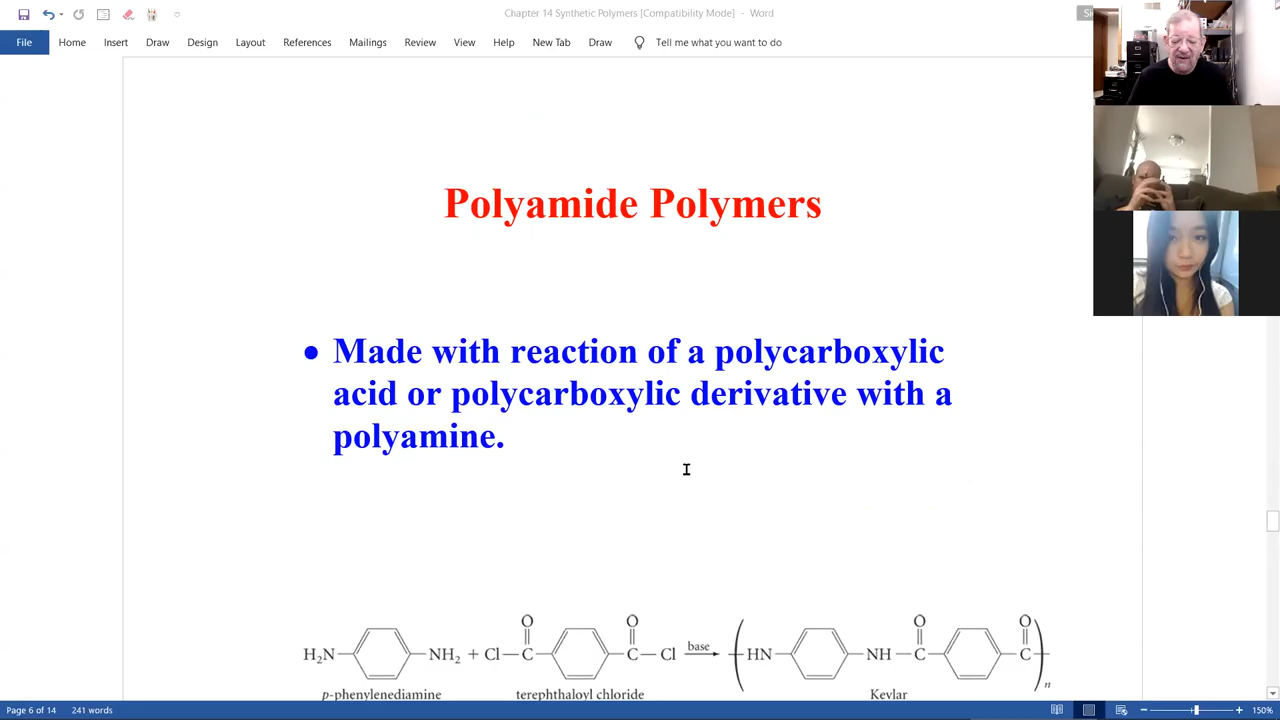 Chapter 14 Synthetic Polymers [Compatibility Mode] - Word
File Home Insert Draw Design Layout References Mailings Review View Help New Tab Draw Tell me what you want to do
Polyamide Polymers
• Made with reaction of a polycarboxylic
acid or polycarboxylic derivative with a
polyamine.
O O O O
H₂N NH₂ + Cl C C Cl base HN NH C C n
p-phenylenediamine terephthaloyl chloride Kevlar
Page 6 of 14 241 words 150%